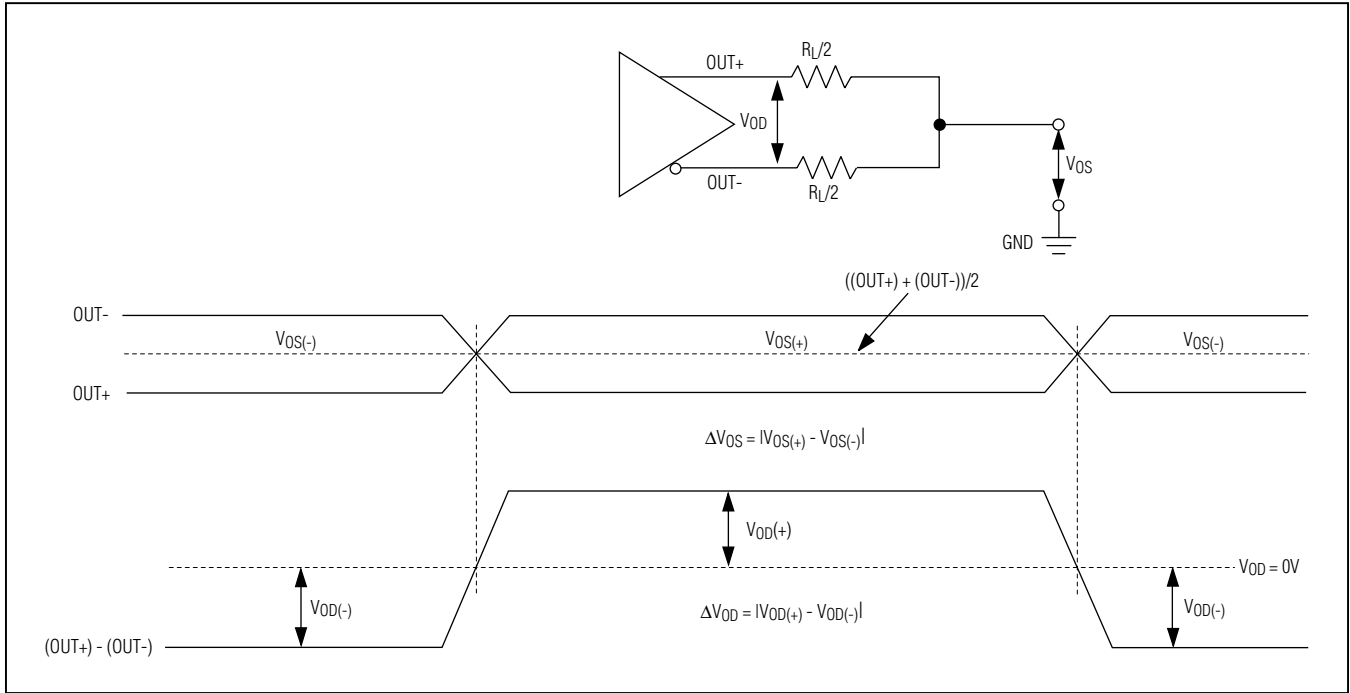 OUT+
RL/2
VOD
OUT-
RL/2
VOS
GND
((OUT+) + (OUT-))/2
OUT-
VOS(-)
VOS(+)
VOS(-)
OUT+
ΔVOS = |VOS(+) - VOS(-)|
VOD(+)
VOD = 0V
VOD(-)
ΔVOD = |VOD(+) - VOD(-)|
VOD(-)
(OUT+) - (OUT-)